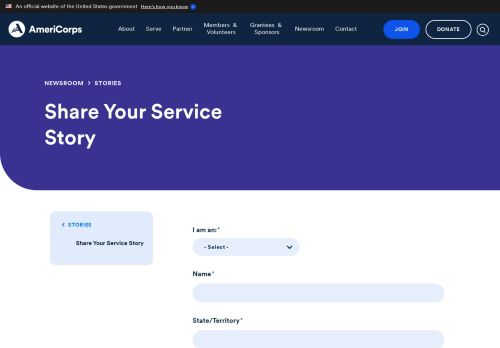 An official website of the United States government Here's how you know
AmeriCorps
About Serve Partner Members & Volunteers Grantees & Sponsors Newsroom Contact
JOIN
DONATE
NEWSROOM > STORIES
Share Your Service
Story
< STORIES
Share Your Service Story
I am an:*
- Select -
Name*
State/Territory*